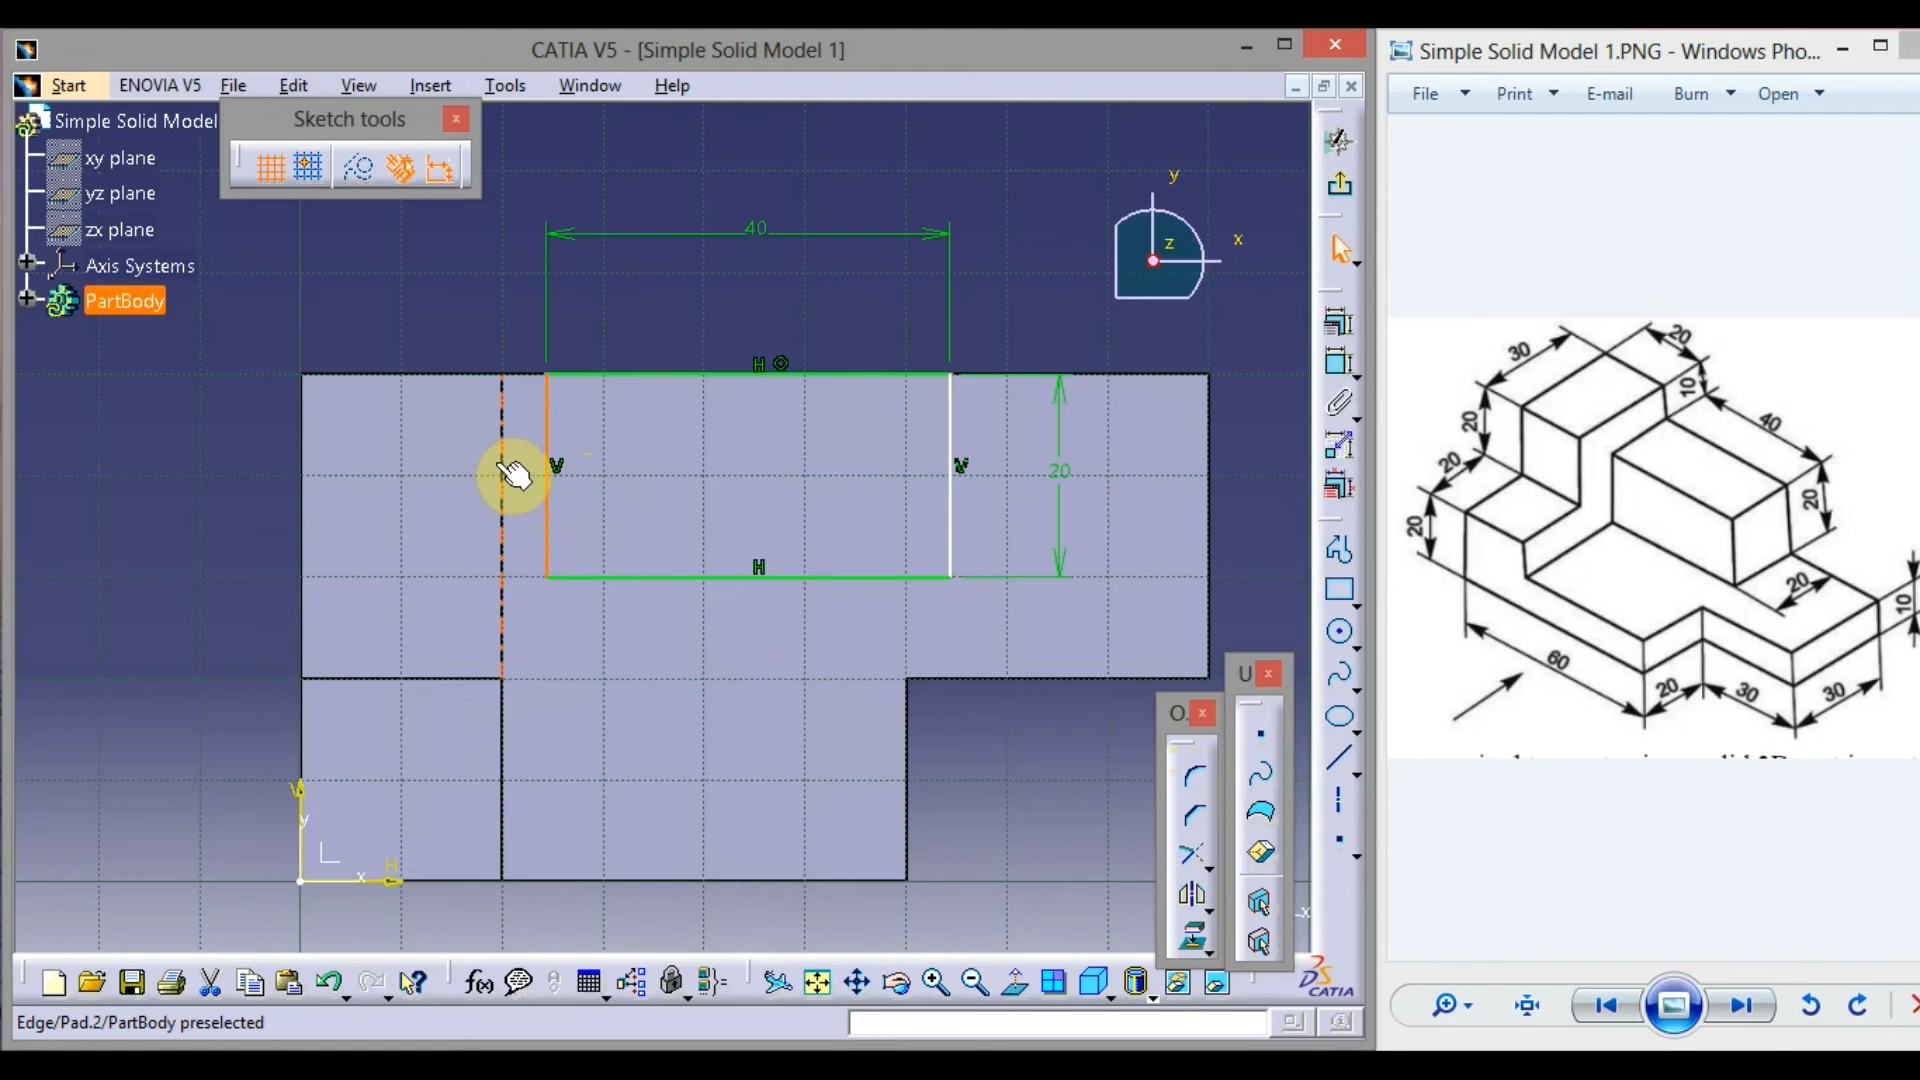 CATIA V5 - [Simple Solid Model 1]
Start ENOVIA V5 File Edit View Insert Tools Window Help
Simple Solid Model
xy plane
yz plane
zx plane
Axis Systems
PartBody
Sketch tools
40
H
V
V
20
H
y
z
x
V
y
H
x
x
O.
U
CATIA
Edge/Pad.2/PartBody preselected
Simple Solid Model 1.PNG - Windows Pho...
File Print E-mail Burn Open
30
20
10
20
40
20
20
20
20
10
60
20
30
30